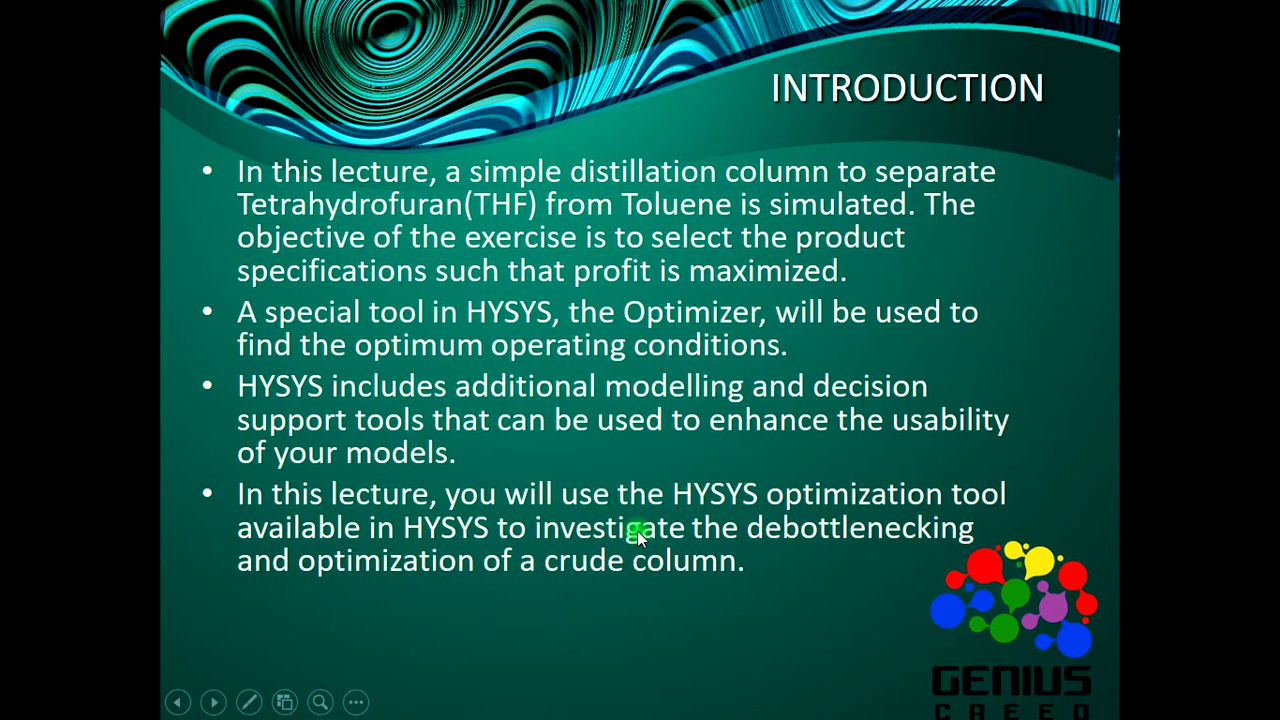 INTRODUCTION
• In this lecture, a simple distillation column to separate
Tetrahydrofuran(THF) from Toluene is simulated. The
objective of the exercise is to select the product
specifications such that profit is maximized.
• A special tool in HYSYS, the Optimizer, will be used to
find the optimum operating conditions.
• HYSYS includes additional modelling and decision
support tools that can be used to enhance the usability
of your models.
• In this lecture, you will use the HYSYS optimization tool
available in HYSYS to investigate the debottlenecking
and optimization of a crude column.
GENIUS
CREED